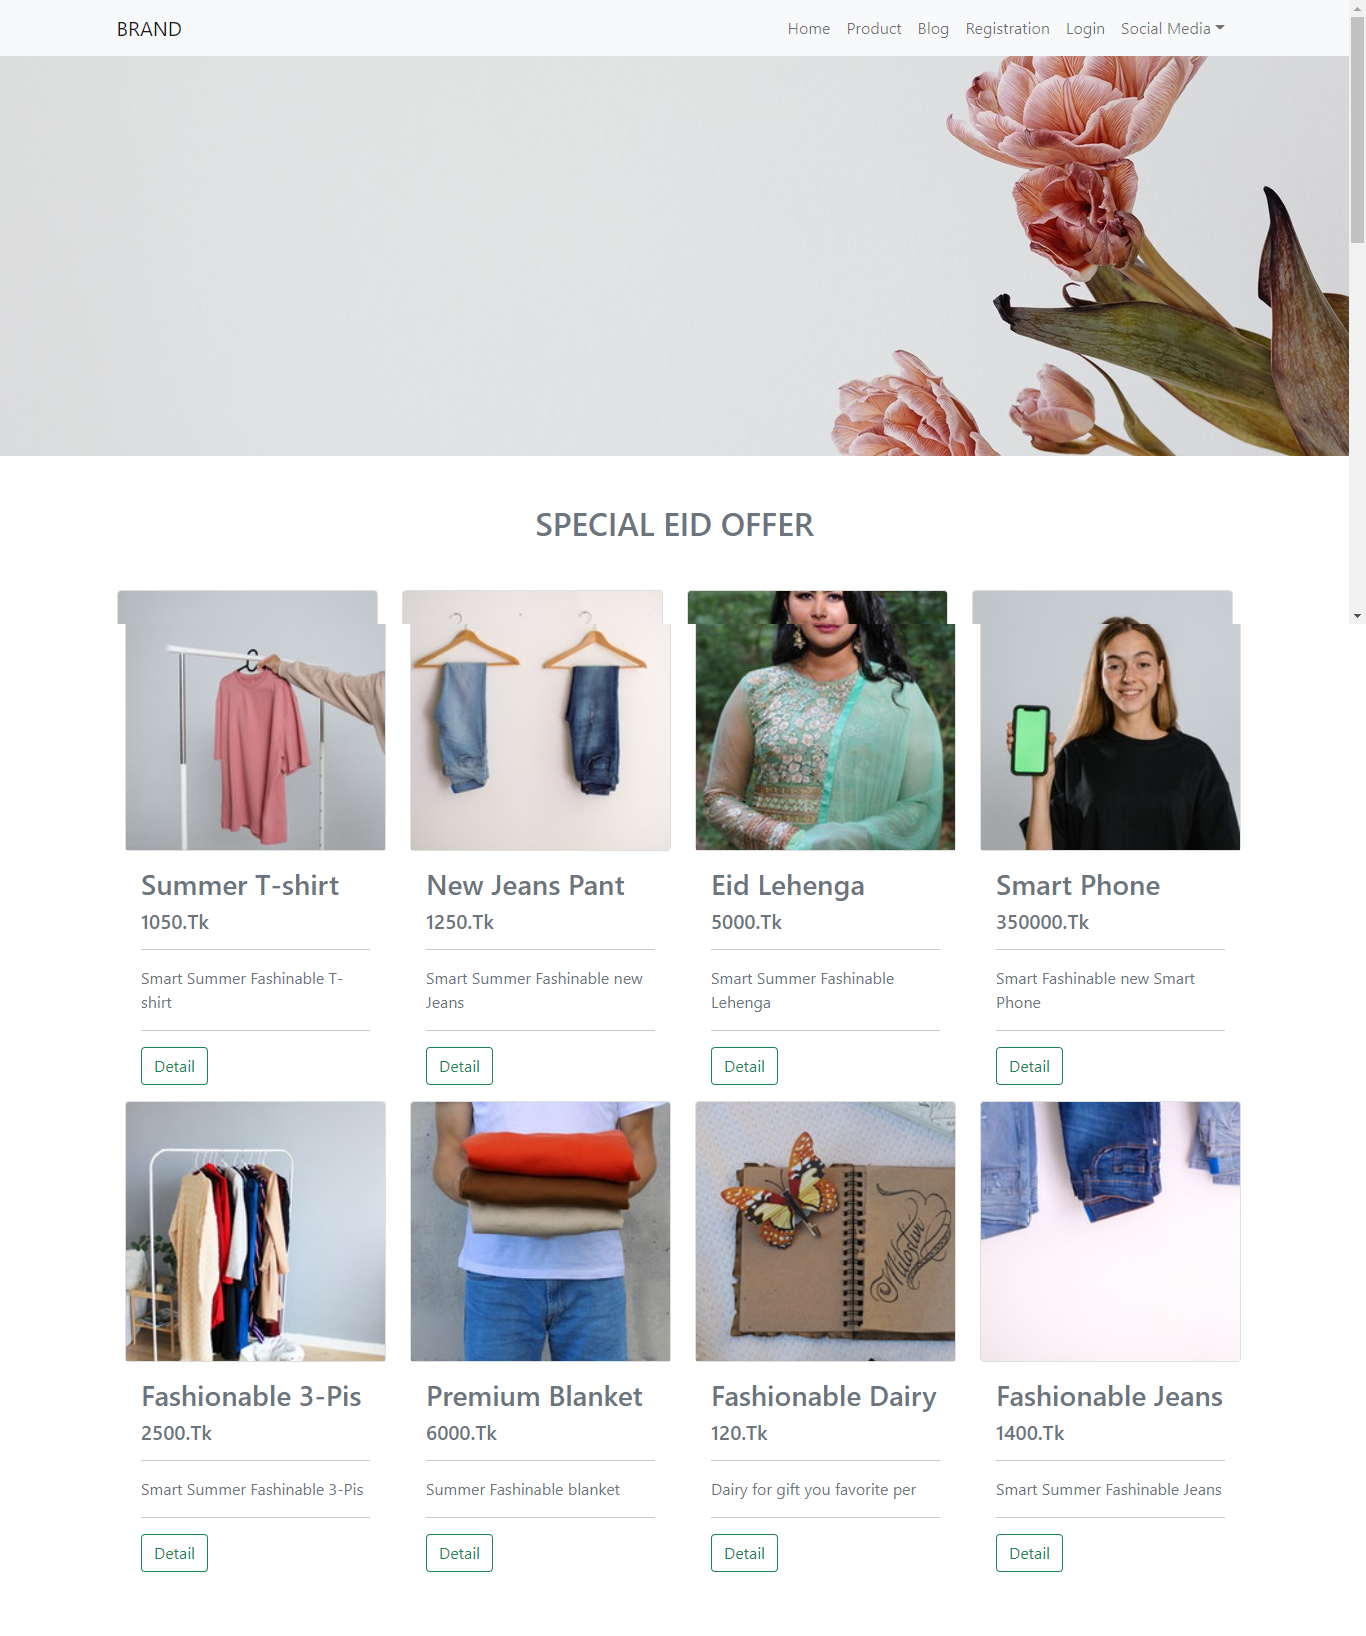 BRAND
Home Product Blog Registration Login Social Media
SPECIAL EID OFFER
Summer T-shirt
1050.Tk
Smart Summer Fashinable T-
shirt
Detail
New Jeans Pant
1250.Tk
Smart Summer Fashinable new
Jeans
Detail
Eid Lehenga
5000.Tk
Smart Summer Fashinable
Lehenga
Detail
Smart Phone
350000.Tk
Smart Fashinable new Smart
Phone
Detail
Fashionable 3-Pis
2500.Tk
Smart Summer Fashinable 3-Pis
Detail
Premium Blanket
6000.Tk
Summer Fashinable blanket
Detail
Fashionable Dairy
120.Tk
Dairy for gift you favorite per
Detail
Fashionable Jeans
1400.Tk
Smart Summer Fashinable Jeans
Detail